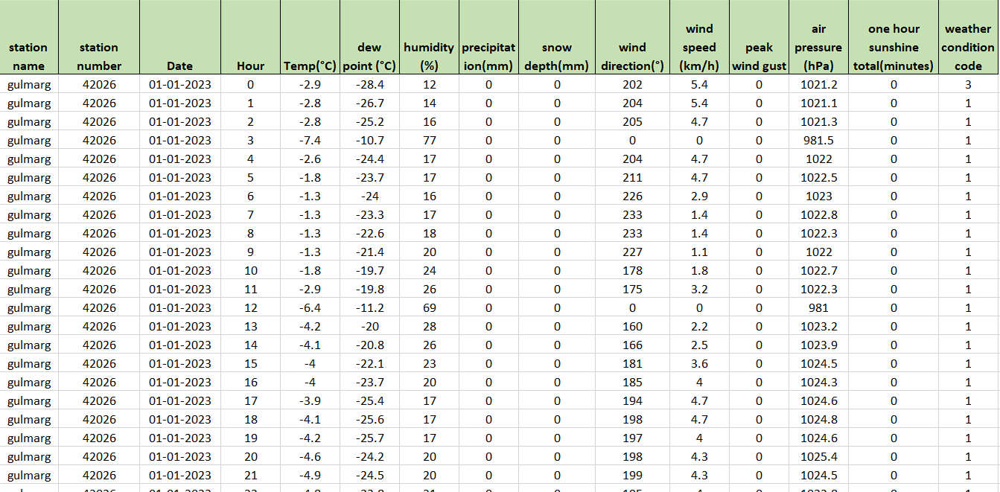 station name station number Date Hour Temp(°C) dew point (°C) humidity (%) precipitation(mm) snow depth(mm) wind direction(°) wind speed (km/h) peak wind gust air pressure (hPa) one hour sunshine total(minutes) weather condition code
gulmarg 42026 01-01-2023 0 -2.9 -28.4 12 0 0 202 5.4 0 1021.2 0 3
gulmarg 42026 01-01-2023 1 -2.8 -26.7 14 0 0 204 5.4 0 1021.1 0 1
gulmarg 42026 01-01-2023 2 -2.8 -25.2 16 0 0 205 4.7 0 1021.3 0 1
gulmarg 42026 01-01-2023 3 -7.4 -10.7 77 0 0 0 0 0 981.5 0 1
gulmarg 42026 01-01-2023 4 -2.6 -24.4 17 0 0 204 4.7 0 1022 0 1
gulmarg 42026 01-01-2023 5 -1.8 -23.7 17 0 0 211 4.7 0 1022.5 0 1
gulmarg 42026 01-01-2023 6 -1.3 -24 16 0 0 226 2.9 0 1023 0 1
gulmarg 42026 01-01-2023 7 -1.3 -23.3 17 0 0 233 1.4 0 1022.8 0 1
gulmarg 42026 01-01-2023 8 -1.3 -22.6 18 0 0 233 1.4 0 1022.3 0 1
gulmarg 42026 01-01-2023 9 -1.3 -21.4 20 0 0 227 1.1 0 1022 0 1
gulmarg 42026 01-01-2023 10 -1.8 -19.7 24 0 0 178 1.8 0 1022.7 0 1
gulmarg 42026 01-01-2023 11 -2.9 -19.8 26 0 0 175 3.2 0 1022.3 0 1
gulmarg 42026 01-01-2023 12 -6.4 -11.2 69 0 0 0 0 0 981 0 1
gulmarg 42026 01-01-2023 13 -4.2 -20 28 0 0 160 2.2 0 1023.2 0 1
gulmarg 42026 01-01-2023 14 -4.1 -20.8 26 0 0 166 2.5 0 1023.9 0 1
gulmarg 42026 01-01-2023 15 -4 -22.1 23 0 0 181 3.6 0 1024.5 0 1
gulmarg 42026 01-01-2023 16 -4 -23.7 20 0 0 185 4 0 1024.3 0 1
gulmarg 42026 01-01-2023 17 -3.9 -25.4 17 0 0 194 4.7 0 1024.6 0 1
gulmarg 42026 01-01-2023 18 -4.1 -25.6 17 0 0 198 4.7 0 1024.8 0 1
gulmarg 42026 01-01-2023 19 -4.2 -25.7 17 0 0 197 4 0 1024.6 0 1
gulmarg 42026 01-01-2023 20 -4.6 -24.2 20 0 0 198 4.3 0 1025.4 0 1
gulmarg 42026 01-01-2023 21 -4.9 -24.5 20 0 0 199 4.3 0 1024.5 0 1